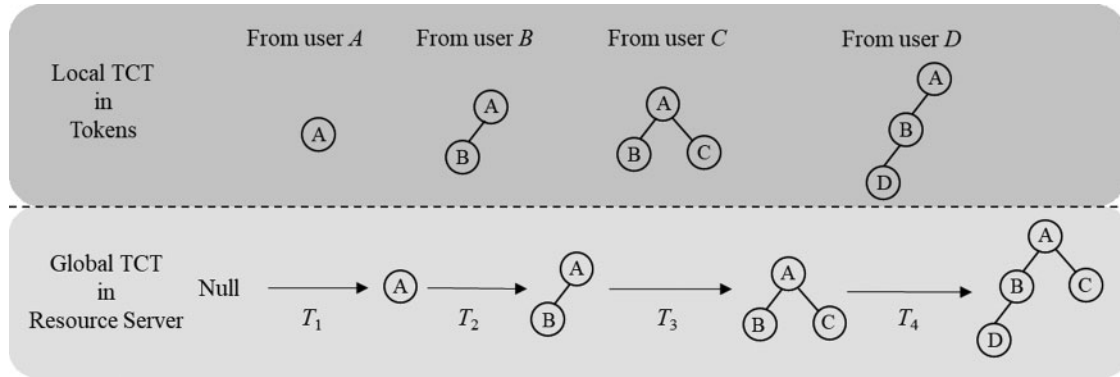 From user A From user B From user C From user D
Local TCT
in
Tokens
A
A
B
A
B C
A
B
D
Global TCT
in
Resource Server
Null
T1 T2 T3 T4
A
A
B
A
B C
A
B C
D